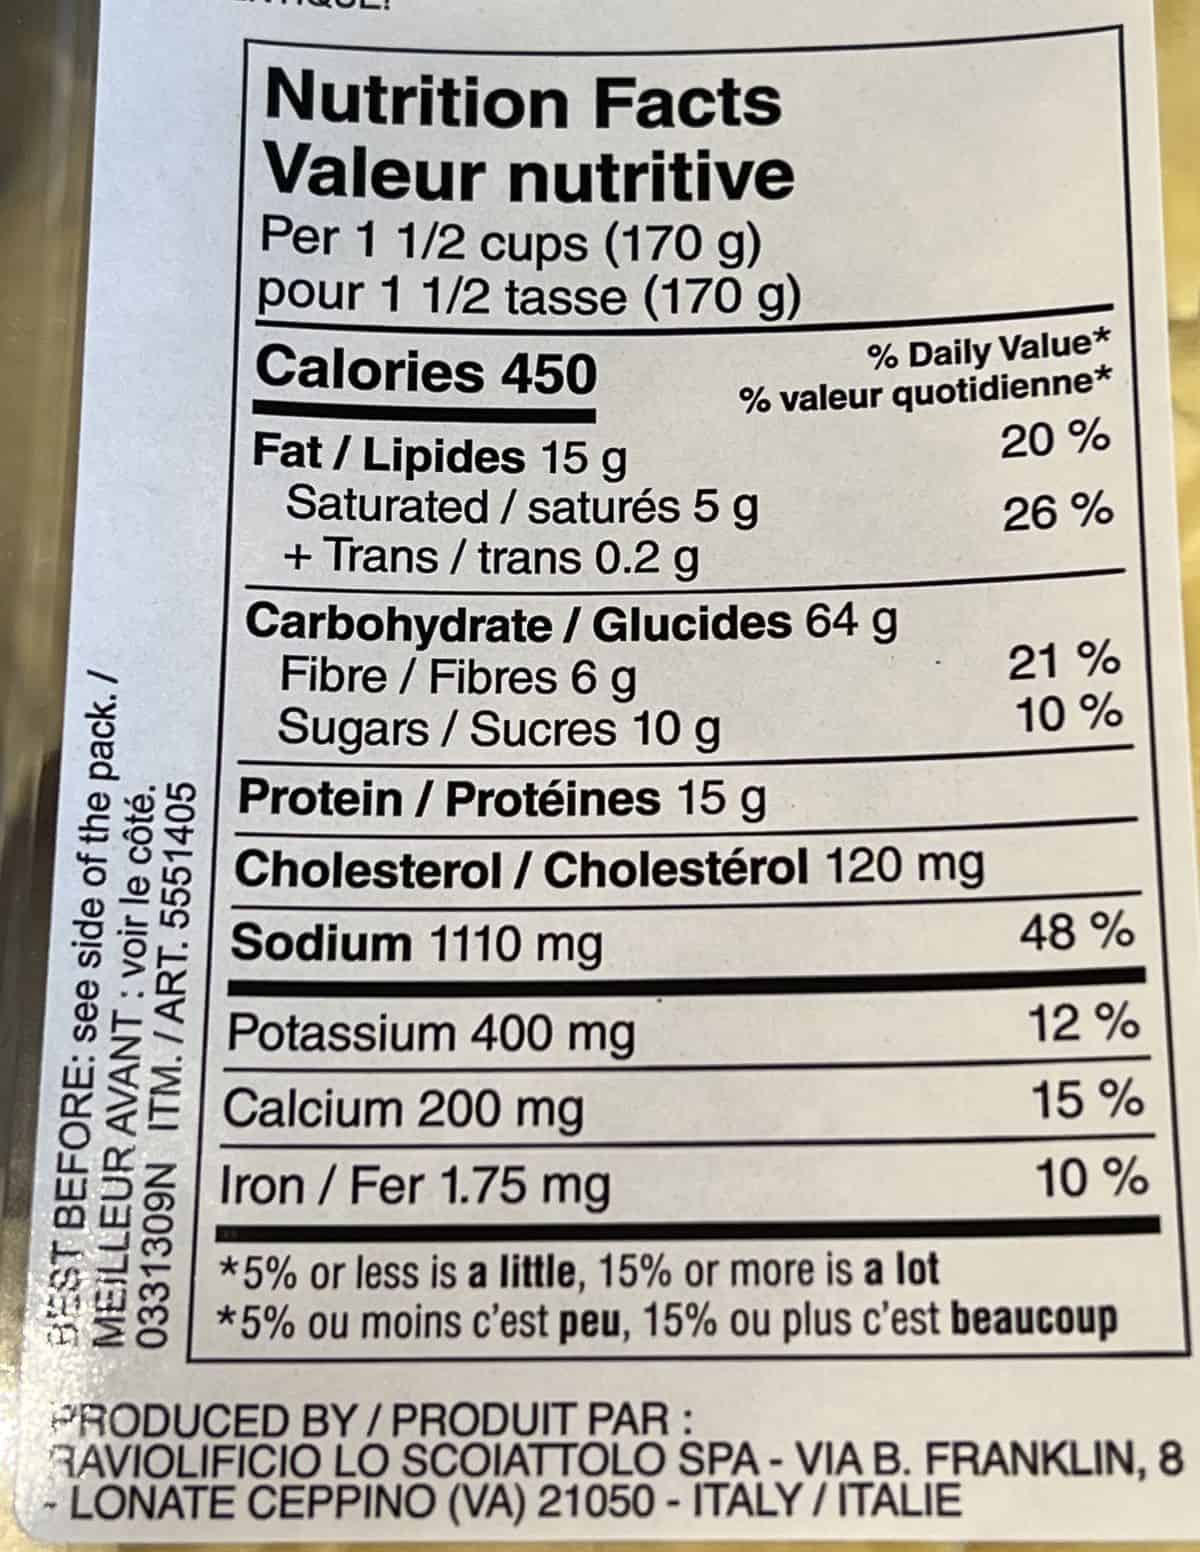 Nutrition Facts
Valeur nutritive
Per 1 1/2 cups (170 g)
pour 1 1/2 tasse (170 g)
Calories 450
% Daily Value*
% valeur quotidienne*
Fat / Lipides 15 g 20 %
Saturated / saturés 5 g 26 %
+ Trans / trans 0.2 g
Carbohydrate / Glucides 64 g
Fibre / Fibres 6 g 21 %
Sugars / Sucres 10 g 10 %
Protein / Protéines 15 g
Cholesterol / Cholestérol 120 mg
Sodium 1110 mg 48 %
Potassium 400 mg 12 %
Calcium 200 mg 15 %
Iron / Fer 1.75 mg 10 %
*5% or less is a little, 15% or more is a lot
*5% ou moins c'est peu, 15% ou plus c'est beaucoup
BEST BEFORE: see side of the pack. /
MEILLEUR AVANT : voir le côté.
0331309N ITM. / ART. 5551405
PRODUCED BY / PRODUIT PAR :
RAVIOLIFICIO LO SCOIATTOLO SPA - VIA B. FRANKLIN, 8
- LONATE CEPPINO (VA) 21050 - ITALY / ITALIE